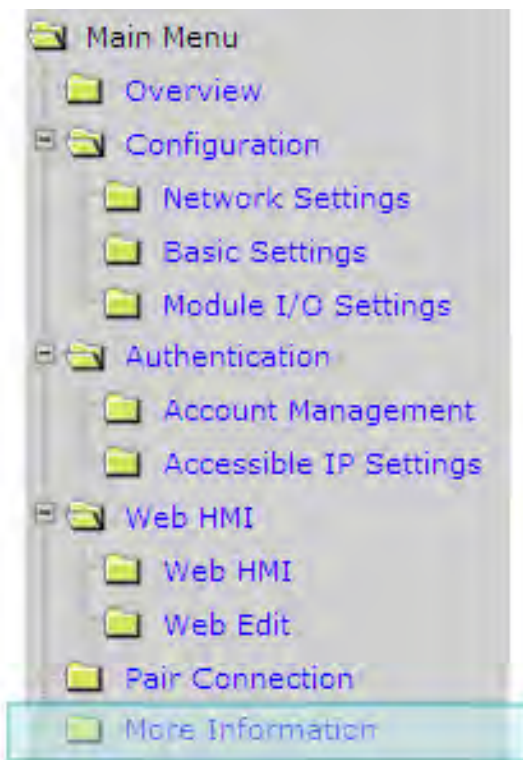 Main Menu
Overview
Configuration
Network Settings
Basic Settings
Module I/O Settings
Authentication
Account Management
Accessible IP Settings
Web HMI
Web HMI
Web Edit
Pair Connection
More Information